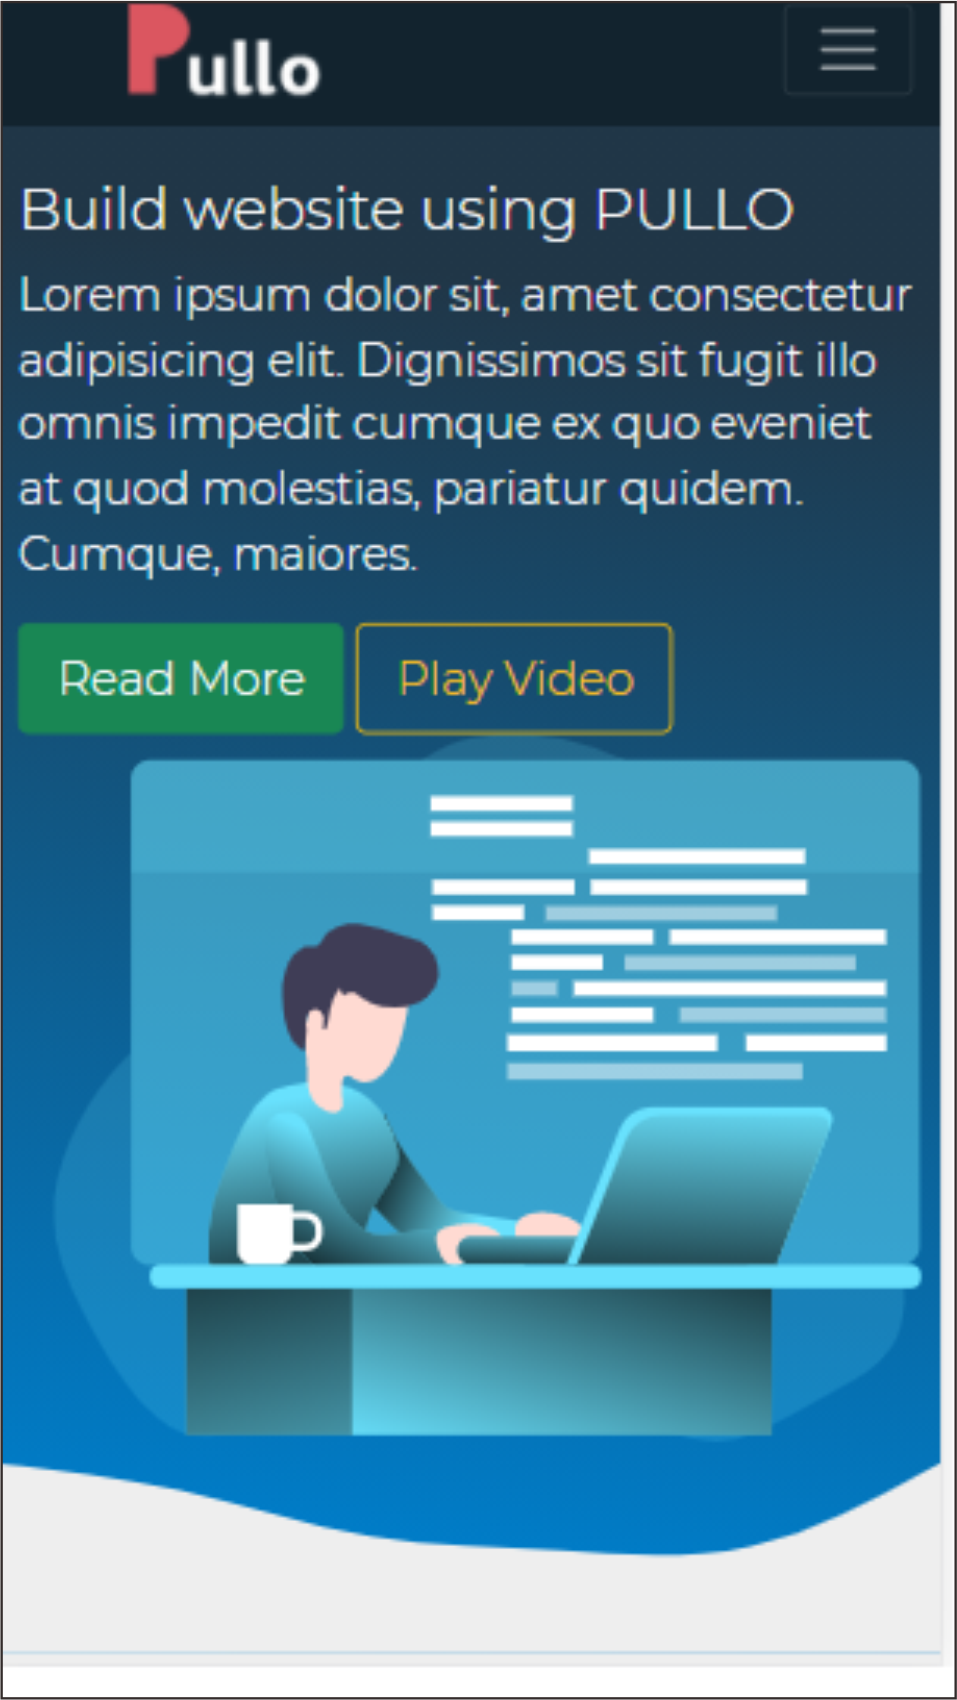 Pullo
Build website using PULLO
Lorem ipsum dolor sit, amet consectetur
adipisicing elit. Dignissimos sit fugit illo
omnis impedit cumque ex quo eveniet
at quod molestias, pariatur quidem.
Cumque, maiores.
Read More
Play Video